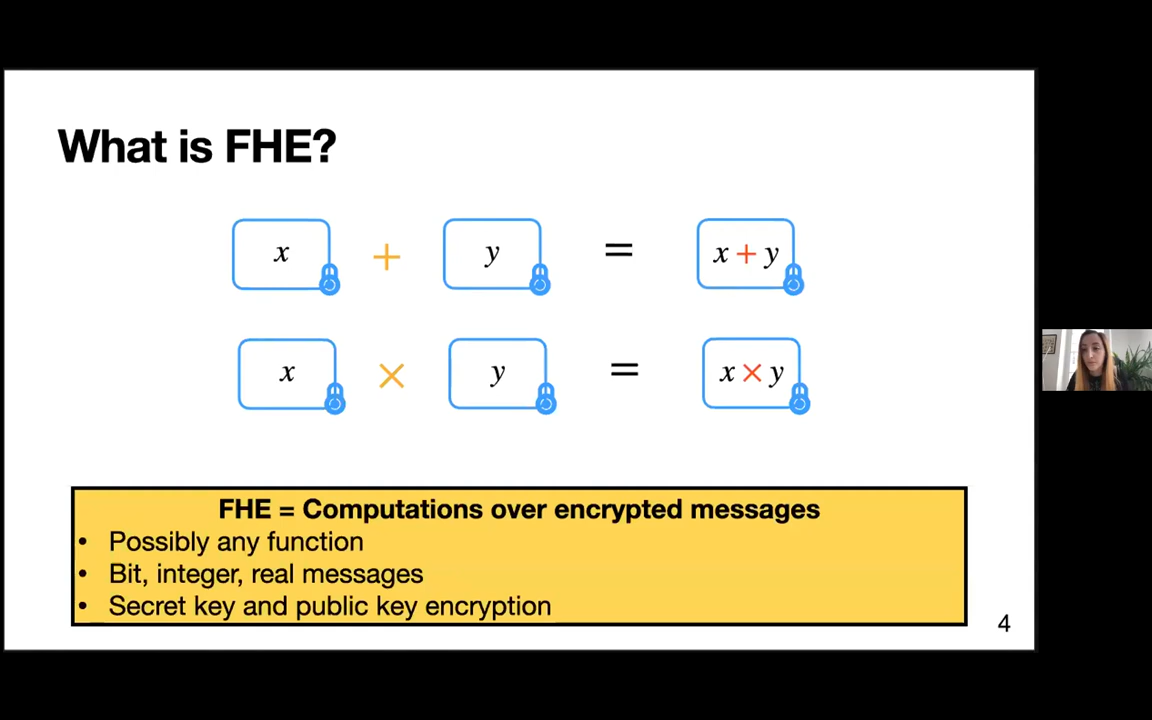 What is FHE?
x + y = x + y
x × y = x × y
FHE = Computations over encrypted messages
• Possibly any function
• Bit, integer, real messages
• Secret key and public key encryption
4